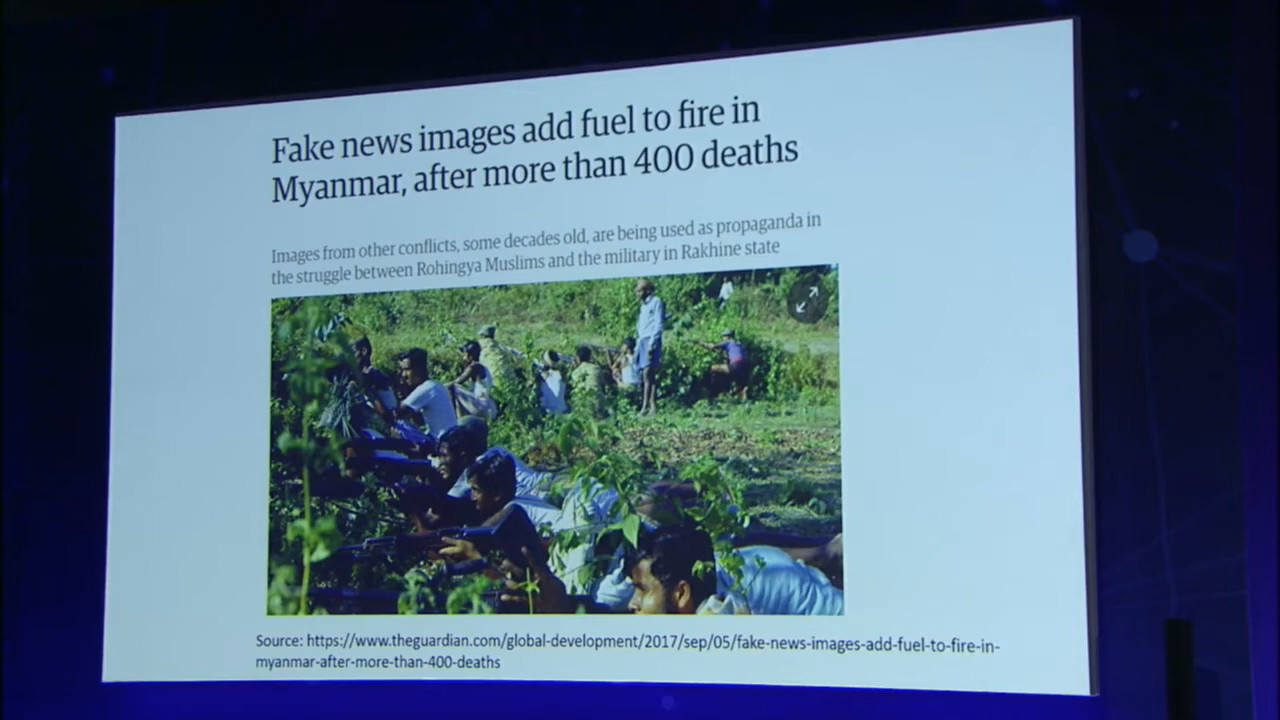 Fake news images add fuel to fire in
Myanmar, after more than 400 deaths
Images from other conflicts, some decades old, are being used as propaganda in
the struggle between Rohingya Muslims and the military in Rakhine state
Source: https://www.theguardian.com/global-development/2017/sep/05/fake-news-images-add-fuel-to-fire-in-
myanmar-after-more-than-400-deaths